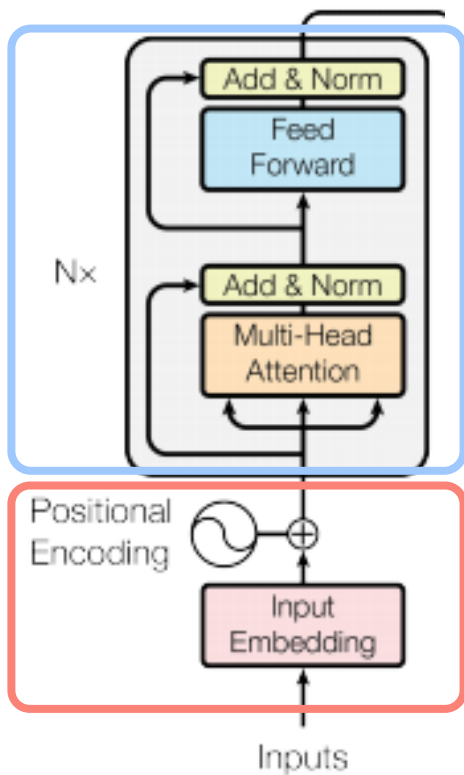 Add & Norm
Feed
Forward
Nx
Add & Norm
Multi-Head
Attention
Positional
Encoding
Input
Embedding
Inputs